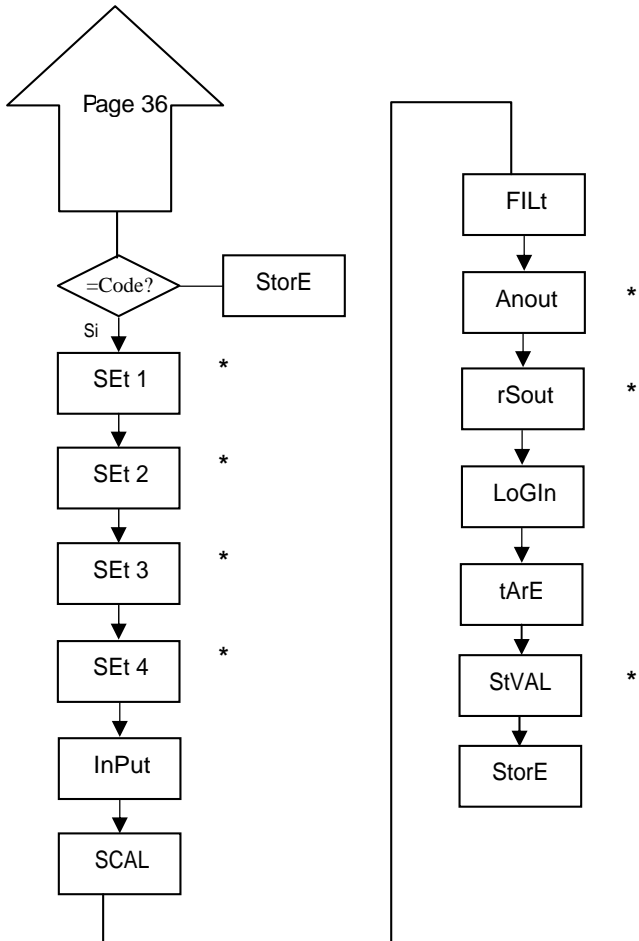 Page 36
=Code?
StorE
Si
SEt 1 *
SEt 2 *
SEt 3 *
SEt 4 *
InPut
SCAL
FILt
Anout *
rSout *
LoGIn
tArE
StVAL *
StorE